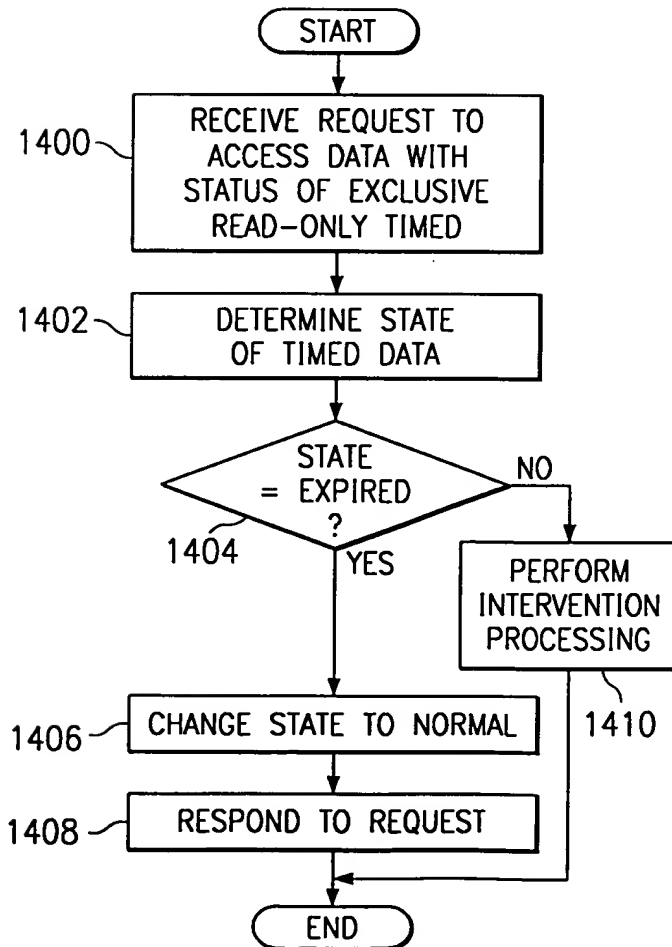 START
1400
RECEIVE REQUEST TO
ACCESS DATA WITH
STATUS OF EXCLUSIVE
READ-ONLY TIMED
1402
DETERMINE STATE
OF TIMED DATA
STATE
= EXPIRED
?
1404
NO
YES
PERFORM
INTERVENTION
PROCESSING
1410
1406
CHANGE STATE TO NORMAL
1408
RESPOND TO REQUEST
END